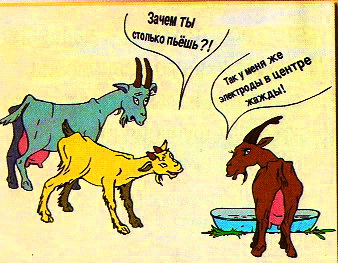 Зачем ты
столько пьёшь?!
Так у меня же
электроды в центре
жажды!